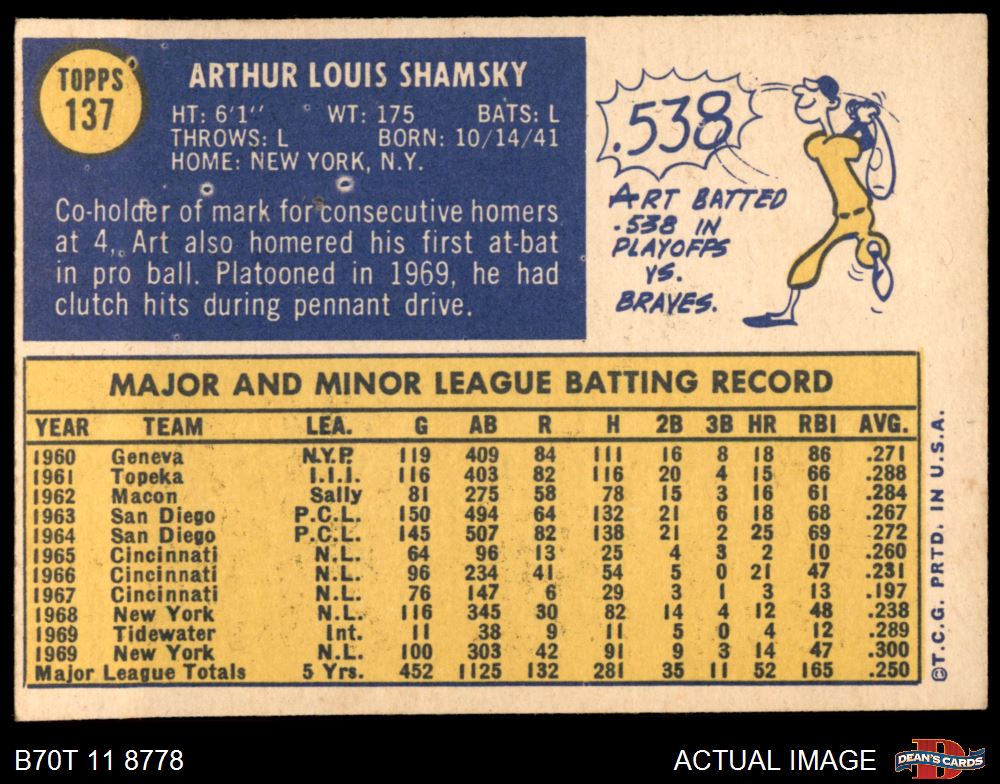 TOPPS
137
ARTHUR LOUIS SHAMSKY
HT: 6'1'' WT: 175 BATS: L
THROWS: L BORN: 10/14/41
HOME: NEW YORK, N.Y.
Co-holder of mark for consecutive homers
at 4, Art also homered his first at-bat
in pro ball. Platooned in 1969, he had
clutch hits during pennant drive.
.538
ART BATTED
.538 IN
PLAYOFFS
VS.
BRAVES.
MAJOR AND MINOR LEAGUE BATTING RECORD
YEAR TEAM LEA. G AB R H 2B 3B HR RBI AVG.
1960 Geneva N.Y.P. 119 409 84 111 16 8 18 86 .271
1961 Topeka I.I.I. 116 403 82 116 20 4 15 66 .288
1962 Macon Sally 81 275 58 78 15 3 16 61 .284
1963 San Diego P.C.L. 150 494 64 132 21 6 18 68 .267
1964 San Diego P.C.L. 145 507 82 138 21 2 25 69 .272
1965 Cincinnati N.L. 64 96 13 25 4 3 2 10 .260
1966 Cincinnati N.L. 96 234 41 54 5 0 21 47 .231
1967 Cincinnati N.L. 76 147 6 29 3 1 3 13 .197
1968 New York N.L. 116 345 30 82 14 4 12 48 .238
1969 Tidewater Int. 11 38 9 11 5 0 4 12 .289
1969 New York N.L. 100 303 42 91 9 3 14 47 .300
Major League Totals 5 Yrs. 452 1125 132 281 35 11 52 165 .250
©T.C.G. PRTD. IN U.S.A.
B70T 11 8778
ACTUAL IMAGE
DEAN'S CARDS